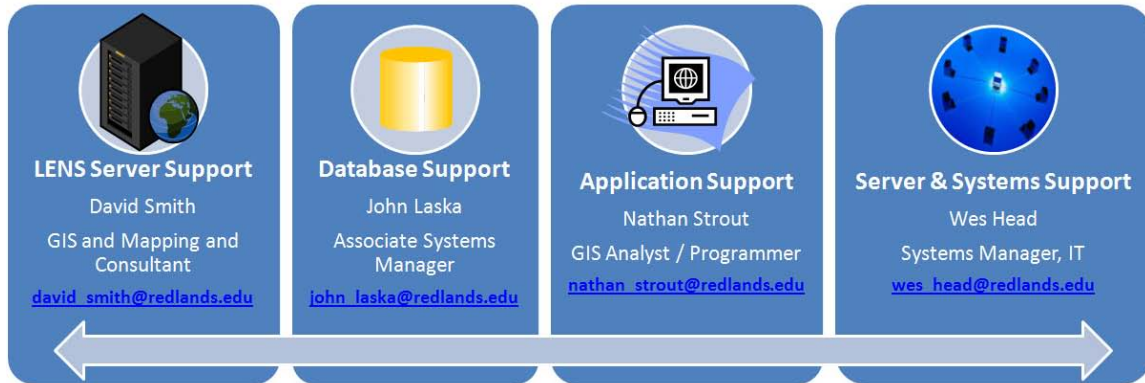 LENS Server Support
David Smith
GIS and Mapping and
Consultant
david_smith@redlands.edu
Database Support
John Laska
Associate Systems
Manager
john_laska@redlands.edu
Application Support
Nathan Strout
GIS Analyst / Programmer
nathan_strout@redlands.edu
Server & Systems Support
Wes Head
Systems Manager, IT
wes_head@redlands.edu